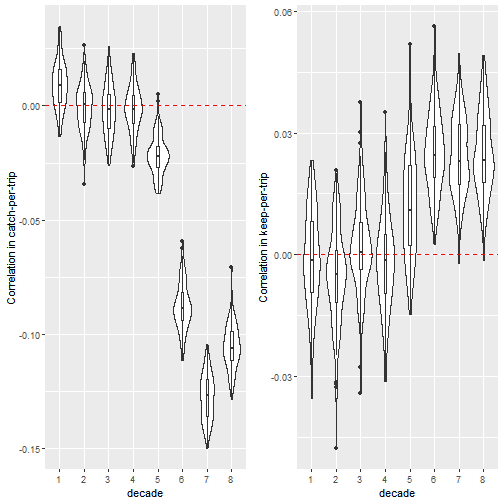 Correlation in catch-per-trip
0.00
-0.05
-0.10
-0.15
1 2 3 4 5 6 7 8
decade
Correlation in keep-per-trip
0.06
0.03
0.00
-0.03
1 2 3 4 5 6 7 8
decade